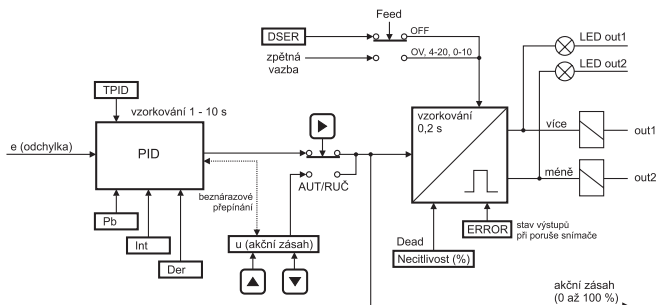 Feed
DSER
OFF
LED out1
zpětná
vazba
OV, 4-20, 0-10
LED out2
TPID
vzorkování 1 - 10 s
vzorkování
0,2 s
více
out1
e (odchylka)
PID
AUT/RUČ
méně
out2
beznárazové
přepínání
Pb
Int
Der
u (akční zásah)
Dead
Necitlivost (%)
ERROR
stav výstupů
při poruše snímače
akční zásah
(0 až 100 %)